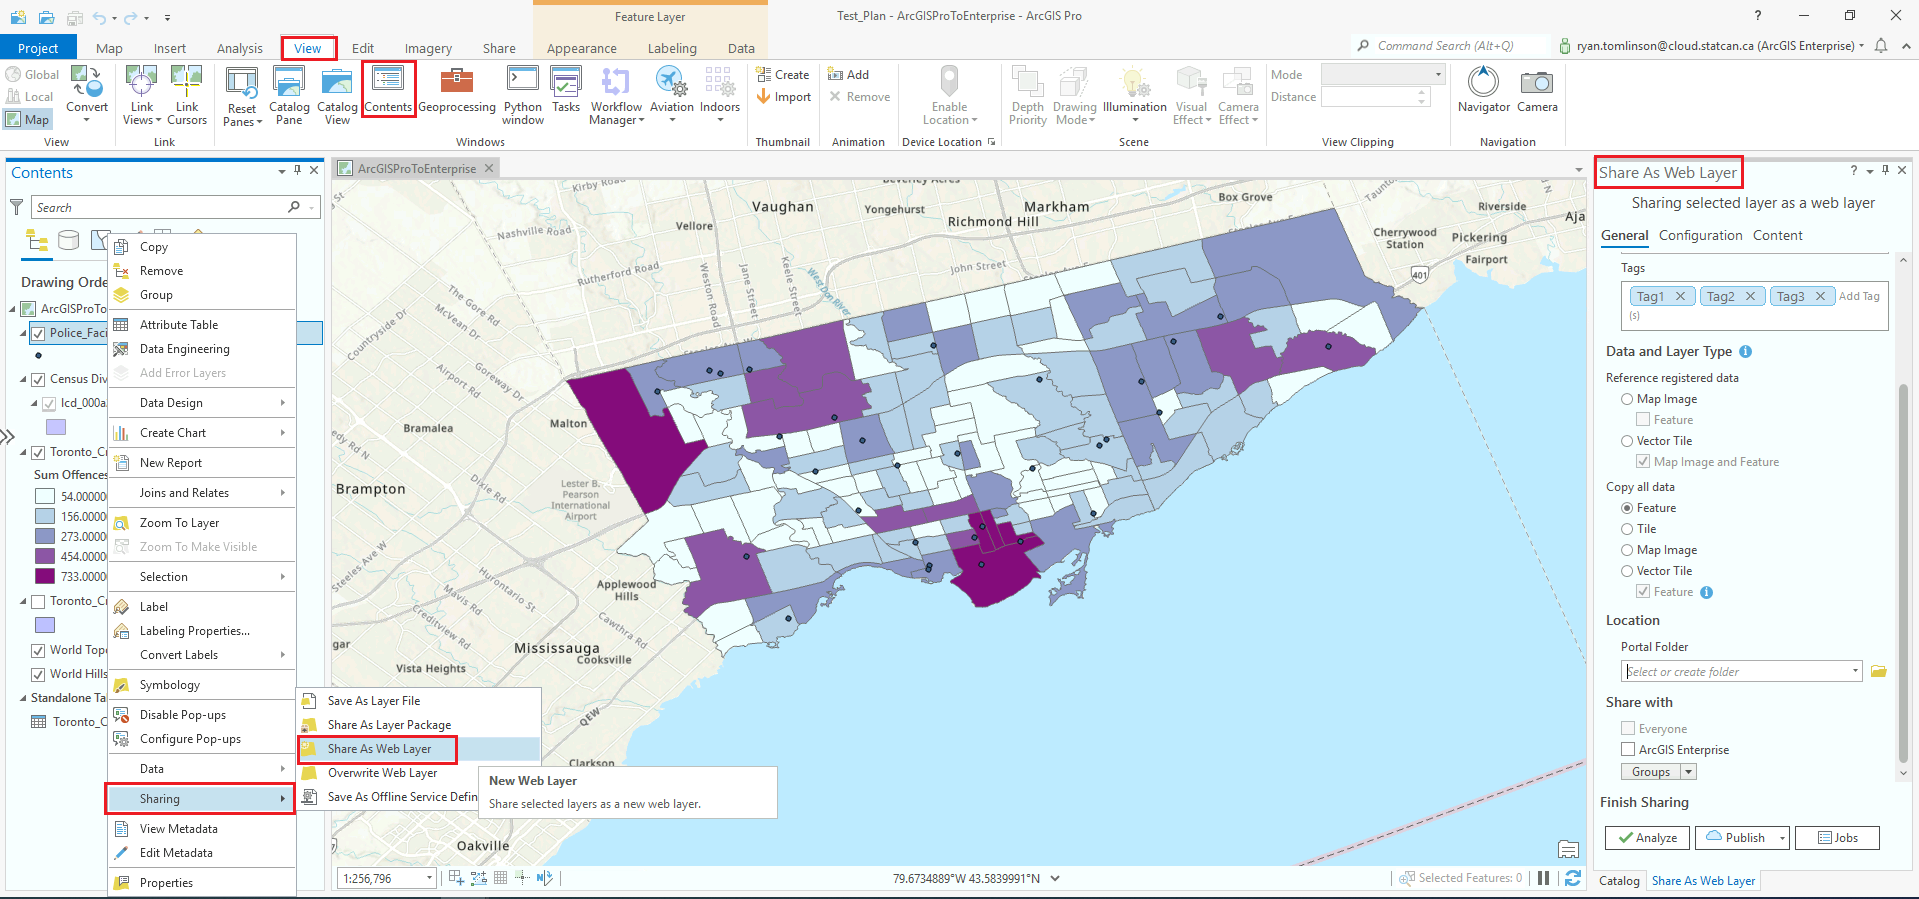 Feature Layer
Test_Plan - ArcGISProToEnterprise - ArcGIS Pro
Project Map Insert Analysis View Edit Imagery Share Appearance Labeling Data
Command Search (Alt+Q)
ryan.tomlinson@cloud.statcan.ca (ArcGIS Enterprise)
Global
Local
Map
Convert
View
Link Views
Link Cursors
Link
Reset Panes
Catalog Pane
Catalog View
Contents
Geoprocessing
Python window
Tasks
Workflow Manager
Aviation
Indoors
Windows
Create
Import
Thumbnail
Add
Remove
Animation
Enable Location
Device Location
Depth Priority
Drawing Mode
Illumination
Visual Effect
Camera Effect
Scene
Mode
Distance
View Clipping
Navigator
Camera
Navigation
Contents
Search
Drawing Orde
ArcGISProTo
Police_Faci
Census Div
lcd_000a
Toronto_Cr
Sum Offences
54.00000
156.0000
273.0000
454.0000
733.0000
Toronto_Cr
World Topo
World Hills
Standalone Ta
Toronto_C
Copy
Remove
Group
Attribute Table
Data Engineering
Add Error Layers
Data Design
Create Chart
New Report
Joins and Relates
Zoom To Layer
Zoom To Make Visible
Selection
Label
Labeling Properties...
Convert Labels
Symbology
Disable Pop-ups
Configure Pop-ups
Data
Sharing
View Metadata
Edit Metadata
Properties
Save As Layer File
Share As Layer Package
Share As Web Layer
Overwrite Web Layer
Save As Offline Service Defin
New Web Layer
Share selected layers as a new web layer.
ArcGISProToEnterprise
Kirby Road
Beverley Acres
Vaughan
Yongehurst
Markham
Richmond Hill
Box Grove
Taunton
Riverside
Aja
Nashville Road
Vellore
Cherrywood Station
Pickering
Fairport
401
Rutherford Road
Weston Road
Jane Street
Keele Street
West Don River
John Street
The Gore Rd
McVean Dr
Countryside Dr
Goreway Dr
Airport Rd
Bramalea
Malton
Brampton
Dixie Rd
Lester B. Pearson International Airport
Steeles Ave W
Hurontario St
Mavis Rd
Creditview Rd
Applewood Hills
Cawthra Rd
Mississauga
Cooksville
Vista Heights
gar
QEW
Clarkson
Oakville
1:256,796
79.6734889°W 43.5839991°N
Selected Features: 0
Share As Web Layer
Sharing selected layer as a web layer
General Configuration Content
Tags
Tag1 Tag2 Tag3 Add Tag
(s)
Data and Layer Type
Reference registered data
Map Image
Feature
Vector Tile
Map Image and Feature
Copy all data
Feature
Tile
Map Image
Vector Tile
Feature
Location
Portal Folder
Select or create folder
Share with
Everyone
ArcGIS Enterprise
Groups
Finish Sharing
Analyze Publish Jobs
Catalog Share As Web Layer